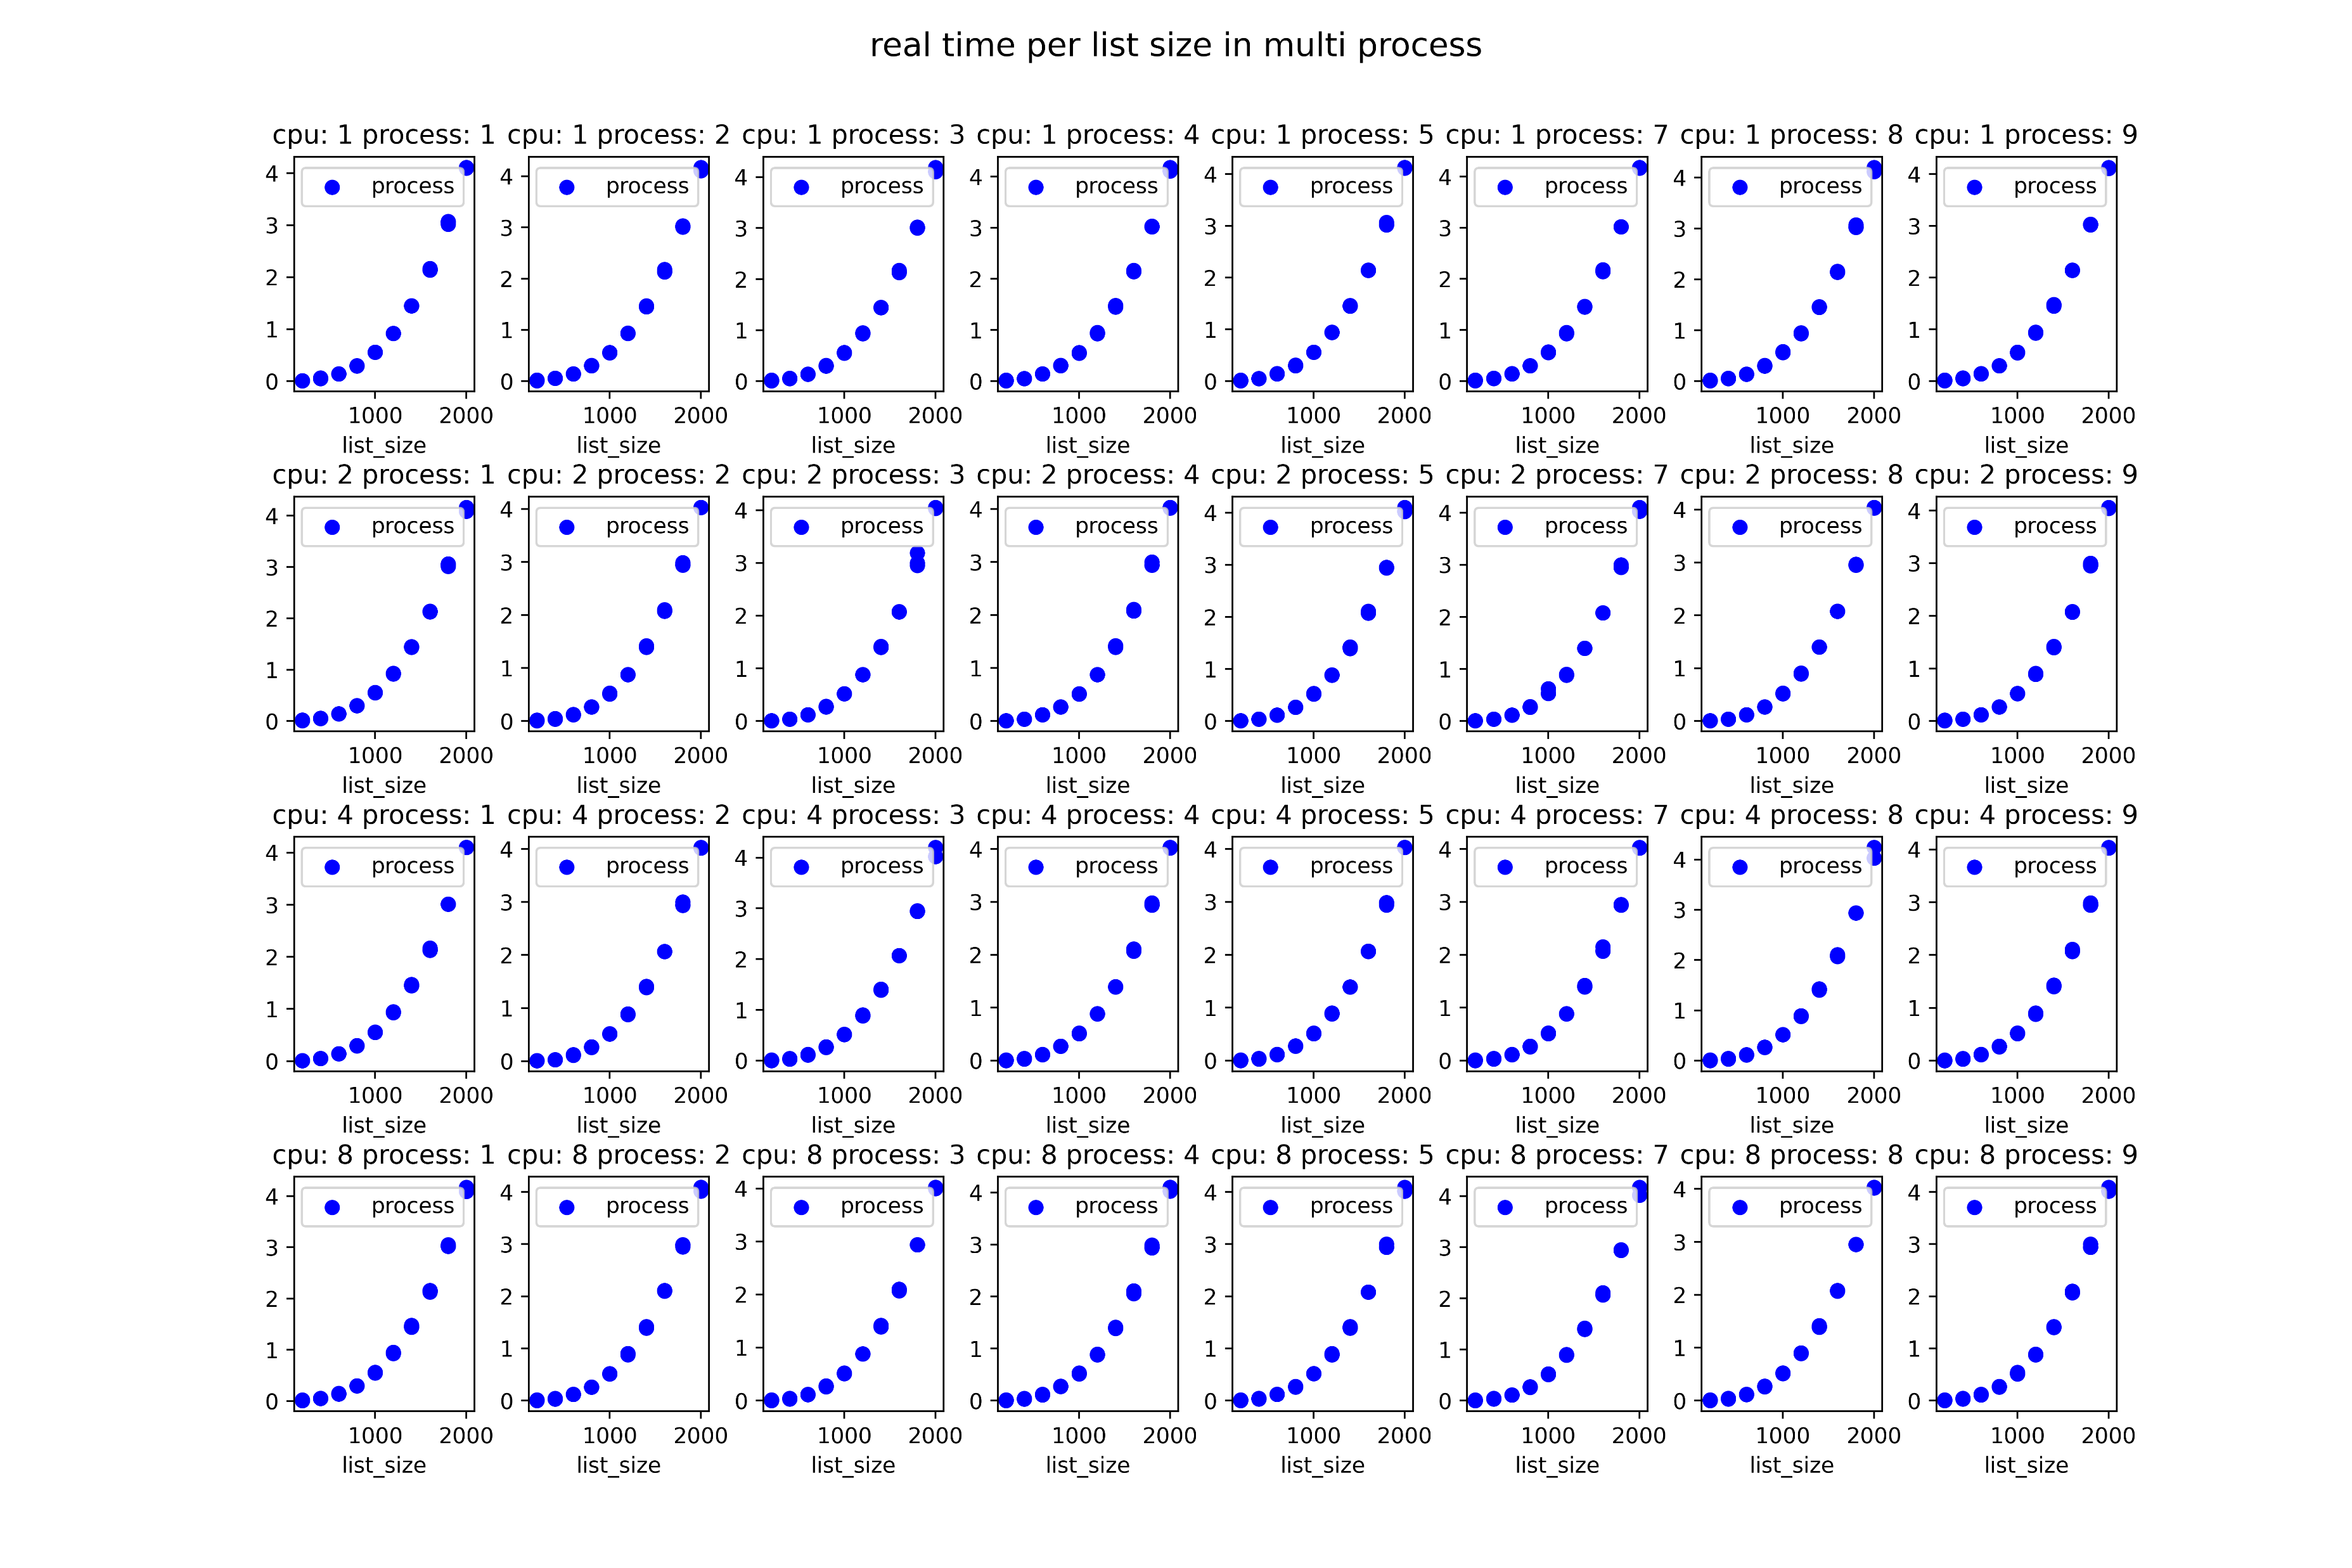 real time per list size in multi process
cpu: 1 process: 1 cpu: 1 process: 2 cpu: 1 process: 3 cpu: 1 process: 4 cpu: 1 process: 5 cpu: 1 process: 7 cpu: 1 process: 8 cpu: 1 process: 9
process process process process process process process process
4 4 4 4 4 4 4 4
3 3 3 3 3 3 3 3
2 2 2 2 2 2 2 2
1 1 1 1 1 1 1 1
0 0 0 0 0 0 0 0
1000 2000 1000 2000 1000 2000 1000 2000 1000 2000 1000 2000 1000 2000 1000 2000
list_size list_size list_size list_size list_size list_size list_size list_size
cpu: 2 process: 1 cpu: 2 process: 2 cpu: 2 process: 3 cpu: 2 process: 4 cpu: 2 process: 5 cpu: 2 process: 7 cpu: 2 process: 8 cpu: 2 process: 9
process process process process process process process process
4 4 4 4 4 4 4 4
3 3 3 3 3 3 3 3
2 2 2 2 2 2 2 2
1 1 1 1 1 1 1 1
0 0 0 0 0 0 0 0
1000 2000 1000 2000 1000 2000 1000 2000 1000 2000 1000 2000 1000 2000 1000 2000
list_size list_size list_size list_size list_size list_size list_size list_size
cpu: 4 process: 1 cpu: 4 process: 2 cpu: 4 process: 3 cpu: 4 process: 4 cpu: 4 process: 5 cpu: 4 process: 7 cpu: 4 process: 8 cpu: 4 process: 9
process process process process process process process process
4 4 4 4 4 4 4 4
3 3 3 3 3 3 3 3
2 2 2 2 2 2 2 2
1 1 1 1 1 1 1 1
0 0 0 0 0 0 0 0
1000 2000 1000 2000 1000 2000 1000 2000 1000 2000 1000 2000 1000 2000 1000 2000
list_size list_size list_size list_size list_size list_size list_size list_size
cpu: 8 process: 1 cpu: 8 process: 2 cpu: 8 process: 3 cpu: 8 process: 4 cpu: 8 process: 5 cpu: 8 process: 7 cpu: 8 process: 8 cpu: 8 process: 9
process process process process process process process process
4 4 4 4 4 4 4 4
3 3 3 3 3 3 3 3
2 2 2 2 2 2 2 2
1 1 1 1 1 1 1 1
0 0 0 0 0 0 0 0
1000 2000 1000 2000 1000 2000 1000 2000 1000 2000 1000 2000 1000 2000 1000 2000
list_size list_size list_size list_size list_size list_size list_size list_size